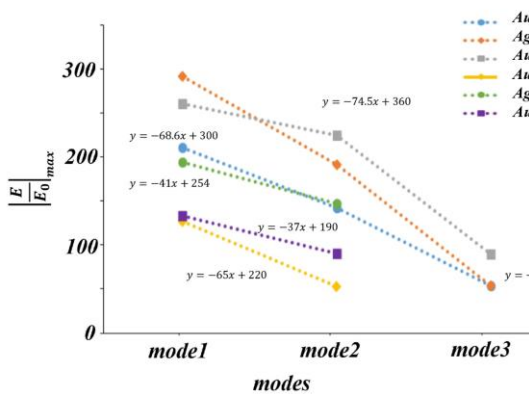 300
200
100
0
|E/E₀|max
y = −68.6x + 300
y = −41x + 254
y = −74.5x + 360
y = −37x + 190
y = −65x + 220
y = −
mode1 mode2 mode3
modes
Au
Ag
Au
Au
Ag
Au